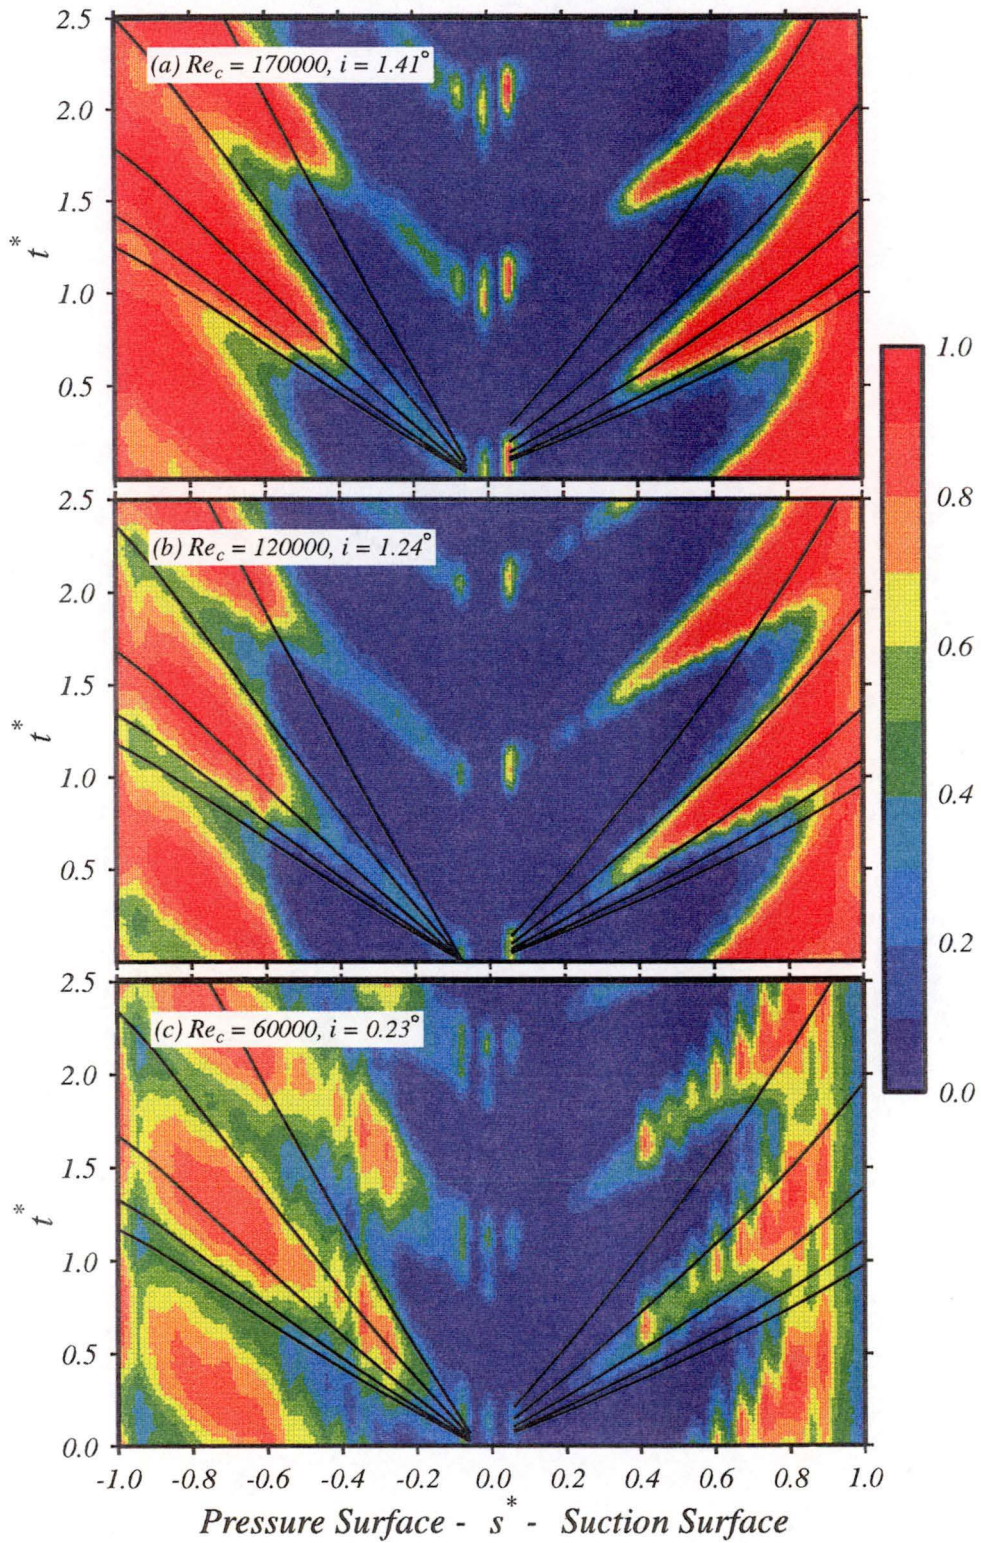 2.5
(a) Re_c = 170000, i = 1.41°
2.0
1.5
t*
1.0
0.5
1.0
0.8
0.6
0.4
0.2
0.0
2.5
(b) Re_c = 120000, i = 1.24°
2.0
1.5
t*
1.0
0.5
2.5
(c) Re_c = 60000, i = 0.23°
2.0
1.5
t*
1.0
0.5
0.0
-1.0 -0.8 -0.6 -0.4 -0.2 0.0 0.2 0.4 0.6 0.8 1.0
Pressure Surface - s* - Suction Surface